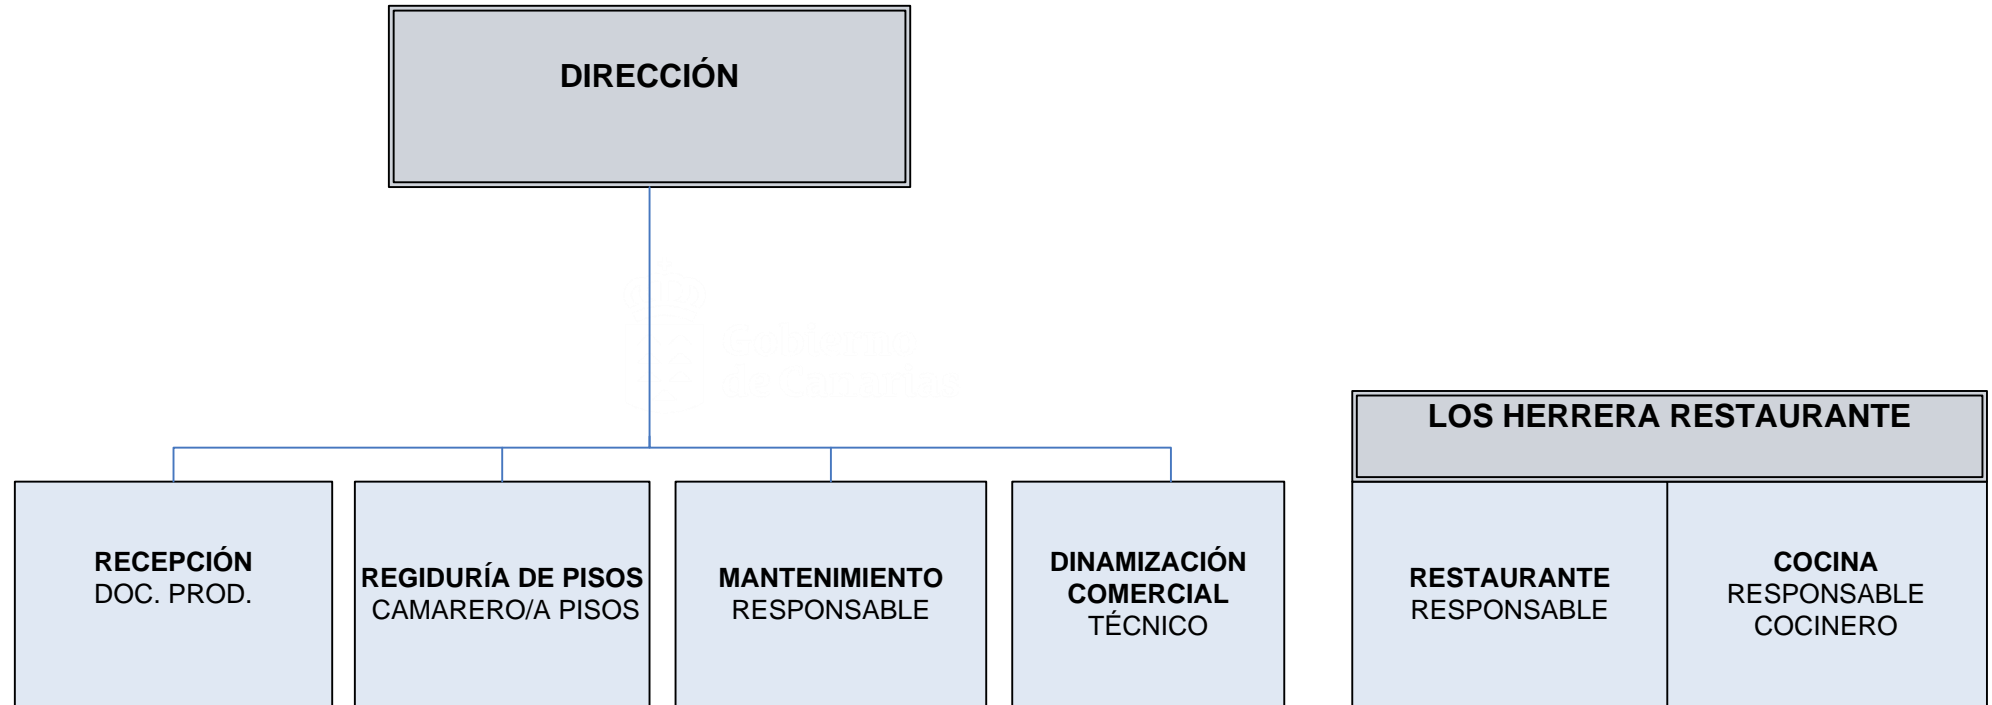 DIRECCIÓN
LOS HERRERA RESTAURANTE
RECEPCIÓN
DOC. PROD.
REGIDURÍA DE PISOS
CAMARERO/A PISOS
MANTENIMIENTO
RESPONSABLE
DINAMIZACIÓN
COMERCIAL
TÉCNICO
RESTAURANTE
RESPONSABLE
COCINA
RESPONSABLE
COCINERO